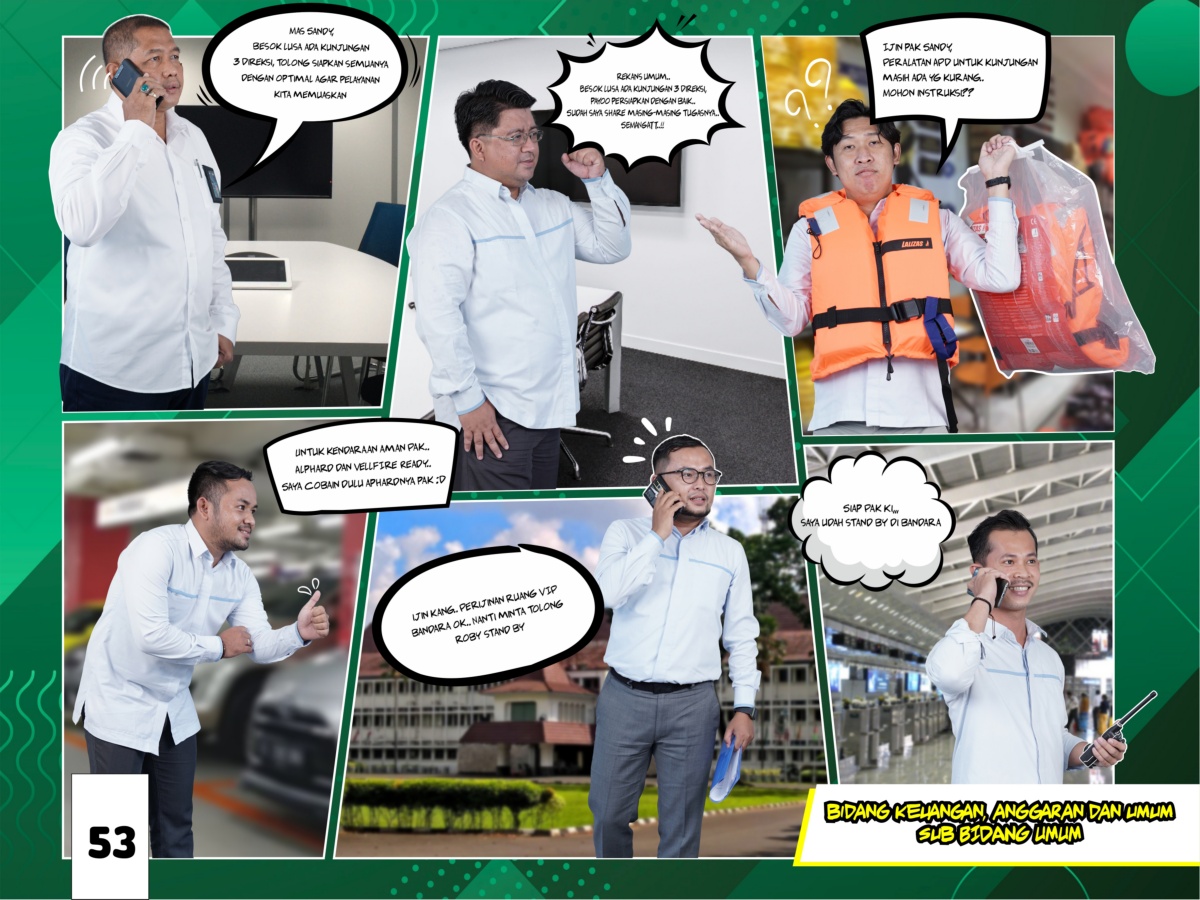 MAS SANDY,
BESOK LUSA ADA KUNJUNGAN
3 DIREKSI, TOLONG SIAPKAN SEMUANYA
DENGAN OPTIMAL AGAR PELAYANAN
KITA MEMUASKAN
REKANS UMUM..
BESOK LUSA ADA KUNJUNGAN 3 DIREKSI,
PAYOO PERSIAPKAN DENGAN BAIK..
SUDAH SAYA SHARE MASING-MASING TUGASNYA..
SEMANGATT..!!
IJIN PAK SANDY,
PERALATAN APD UNTUK KUNJUNGAN
MASIH ADA YG KURANG..
MOHON INSTRUKSI??
??
LALIZAS
UNTUK KENDARAAN AMAN PAK..
ALPHARD DAN VELLFIRE READY..
SAYA COBAIN DULU APHARDNYA PAK :D
IJIN KANG.. PERIJINAN RUANG VIP
BANDARA OK.. NANTI MINTA TOLONG
ROBY STAND BY
SIAP PAK KI,,,
SAYA UDAH STAND BY DI BANDARA
53
BIDANG KEUANGAN, ANGGARAN DAN UMUM
SUB BIDANG UMUM